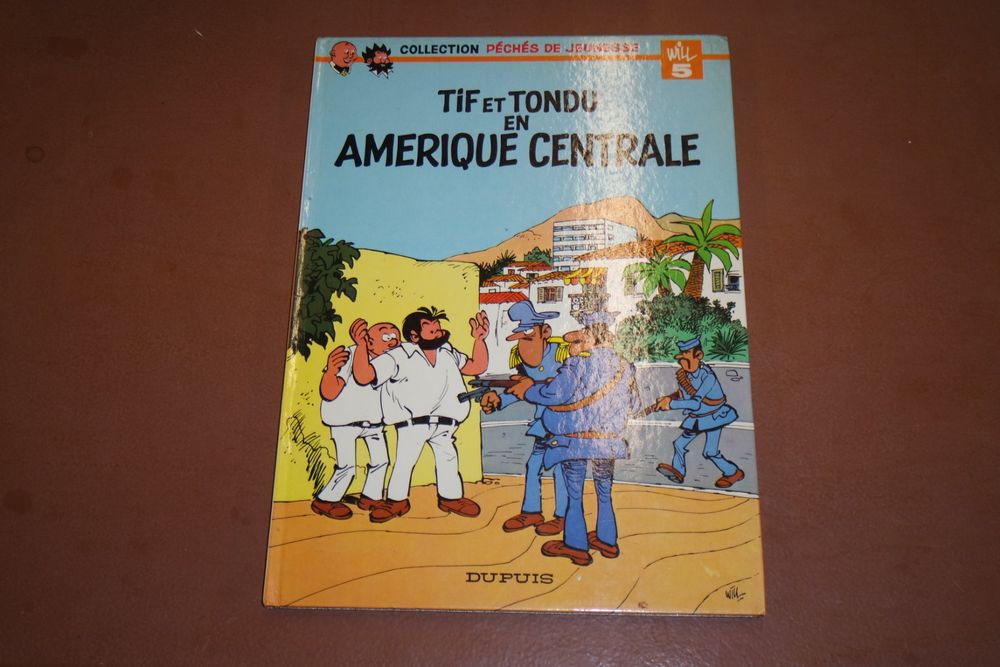 COLLECTION PÉCHÉS DE JEUNESSE
WiLL
5
TiF ET TONDU
EN
AMERIQUE CENTRALE
DUPUIS
WiLL